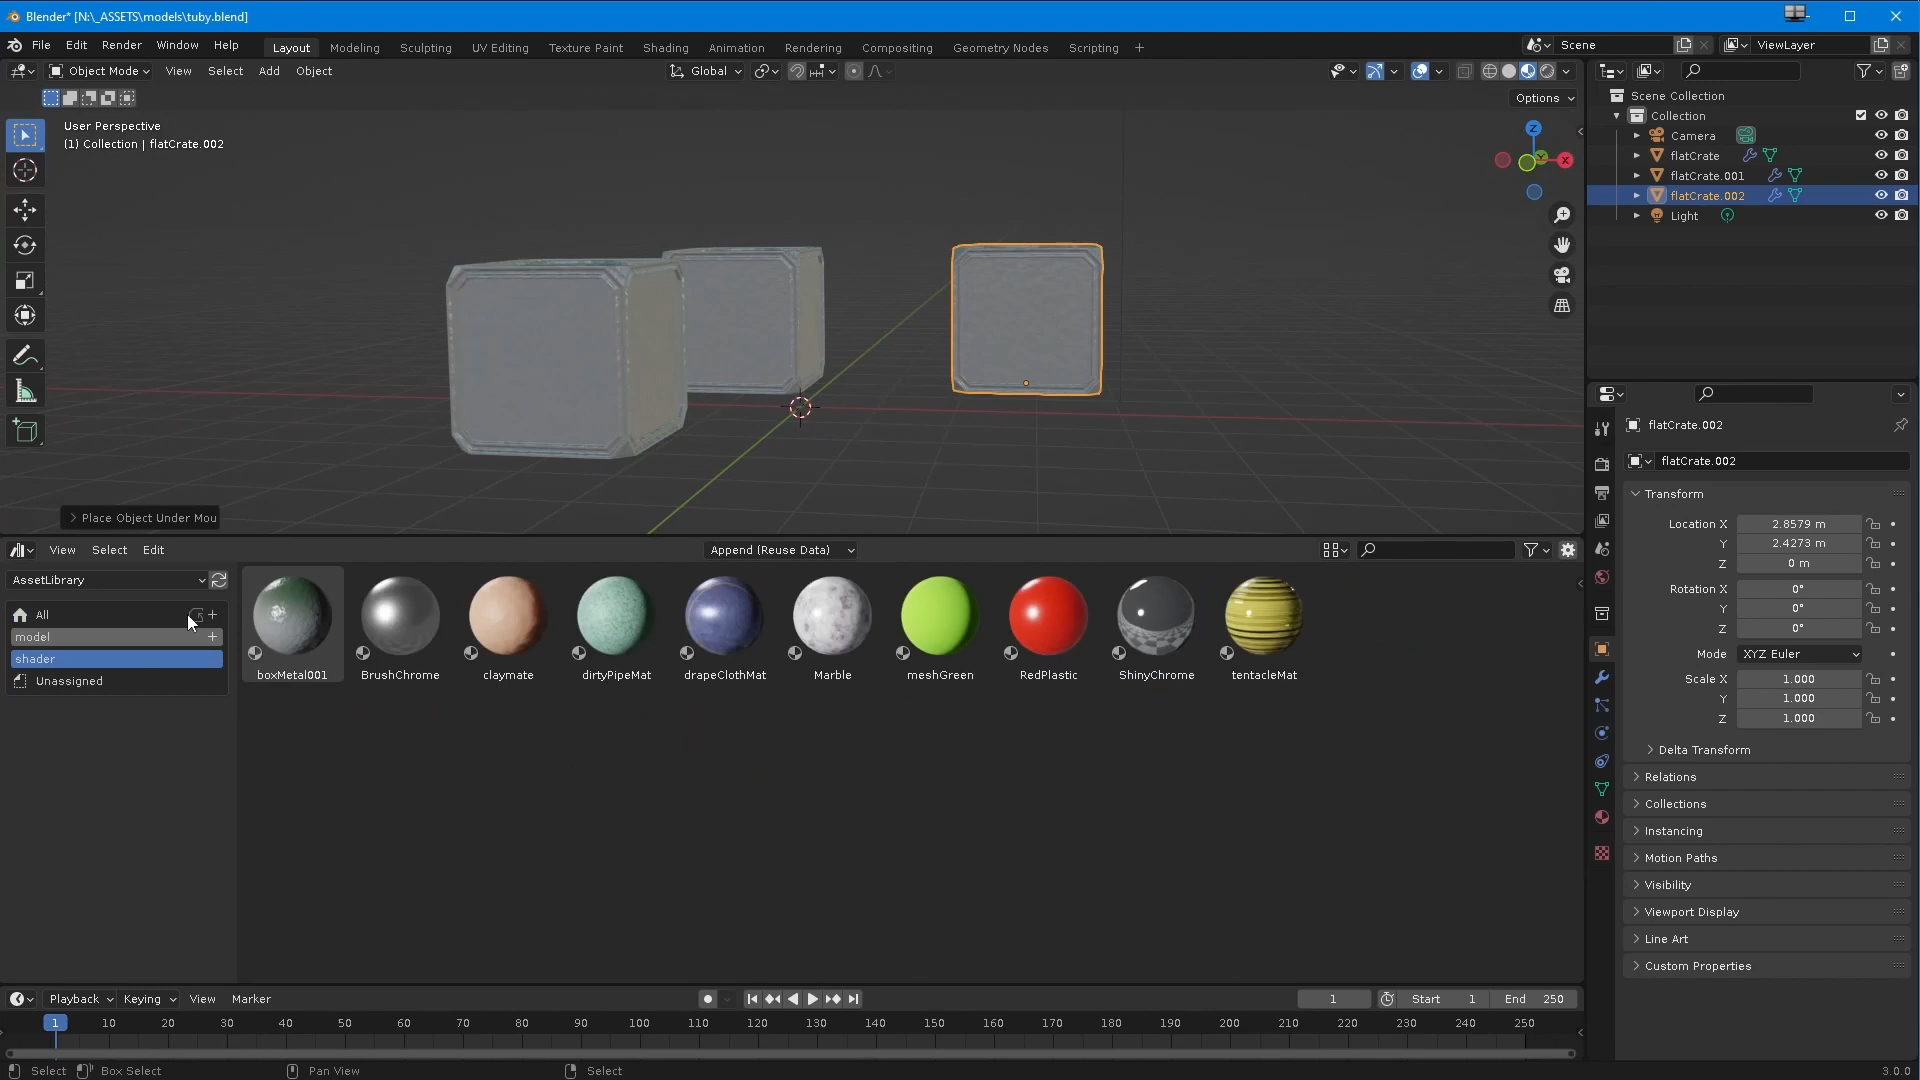 Blender* [N:\_ASSETS\models\tuby.blend]
File Edit Render Window Help
Layout Modeling Sculpting UV Editing Texture Paint Shading Animation Rendering Compositing Geometry Nodes Scripting +
Scene
ViewLayer
Object Mode View Select Add Object
Global
Options
User Perspective
(1) Collection | flatCrate.002
Z
X
Y
Place Object Under Mou
Scene Collection
Collection
Camera
flatCrate
flatCrate.001
flatCrate.002
Light
flatCrate.002
flatCrate.002
Transform
Location X 2.8579 m
Y 2.4273 m
Z 0 m
Rotation X 0°
Y 0°
Z 0°
Mode XYZ Euler
Scale X 1.000
Y 1.000
Z 1.000
Delta Transform
Relations
Collections
Instancing
Motion Paths
Visibility
Viewport Display
Line Art
Custom Properties
View Select Edit
Append (Reuse Data)
AssetLibrary
All
model
shader
Unassigned
boxMetal001 BrushChrome claymate dirtyPipeMat drapeClothMat Marble meshGreen RedPlastic ShinyChrome tentacleMat
Playback Keying View Marker
1 Start 1 End 250
1 10 20 30 40 50 60 70 80 90 100 110 120 130 140 150 160 170 180 190 200 210 220 230 240 250
Select Box Select Pan View Select
3.0.0